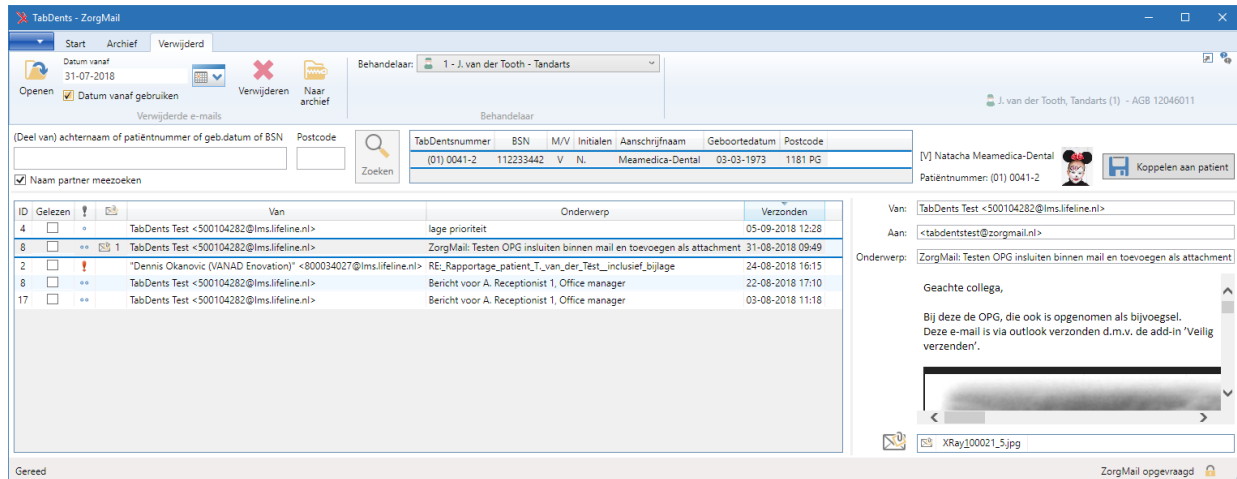 TabDents - ZorgMail
Start Archief Verwijderd
Openen
Datum vanaf
31-07-2018
Datum vanaf gebruiken
Verwijderen
Naar archief
Verwijderde e-mails
Behandelaar: 1 - J. van der Tooth - Tandarts
Behandelaar
J. van der Tooth, Tandarts (1) - AGB 12046011
(Deel van) achternaam of patiëntnummer of geb.datum of BSN Postcode
Zoeken
Naam partner meezoeken
TabDentsnummer BSN M/V Initialen Aanschrijfnaam Geboortedatum Postcode
(01) 0041-2 112233442 V N. Meamedica-Dental 03-03-1973 1181 PG
[V] Natacha Meamedica-Dental
Patiëntnummer: (01) 0041-2
Koppelen aan patient
ID Gelezen Van Onderwerp Verzonden
4 TabDents Test <500104282@lms.lifeline.nl> lage prioriteit 05-09-2018 12:28
8 1 TabDents Test <500104282@lms.lifeline.nl> ZorgMail: Testen OPG insluiten binnen mail en toevoegen als attachment 31-08-2018 09:49
2 "Dennis Okanovic (VANAD Enovation)" <800034027@lms.lifeline.nl> RE:_Rapportage_patient_T._van_der_Tëst__inclusief_bijlage 24-08-2018 16:15
8 TabDents Test <500104282@lms.lifeline.nl> Bericht voor A. Receptionist 1, Office manager 22-08-2018 17:10
17 TabDents Test <500104282@lms.lifeline.nl> Bericht voor A. Receptionist 1, Office manager 03-08-2018 11:18
Van: TabDents Test <500104282@lms.lifeline.nl>
Aan: <tabdentstest@zorgmail.nl>
Onderwerp: ZorgMail: Testen OPG insluiten binnen mail en toevoegen als attachment
Geachte collega,
Bij deze de OPG, die ook is opgenomen als bijvoegsel.
Deze e-mail is via outlook verzonden d.m.v. de add-in 'Veilig
verzenden'.
XRay100021_5.jpg
Gereed
ZorgMail opgevraagd